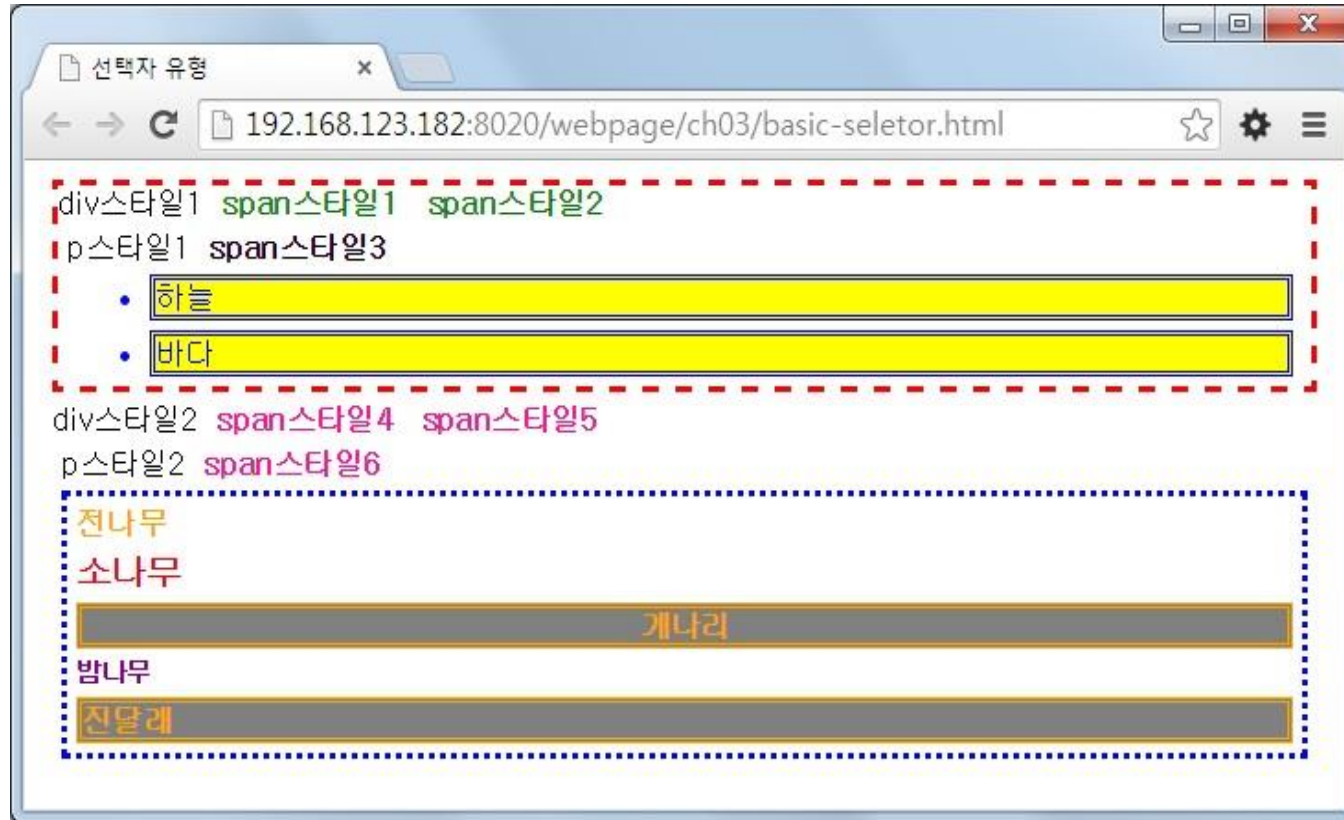 선택자 유형
192.168.123.182:8020/webpage/ch03/basic-seletor.html
div스타일1 span스타일1 span스타일2
p스타일1 span스타일3
• 하늘
• 바다
div스타일2 span스타일4 span스타일5
p스타일2 span스타일6
전나무
소나무
개나리
밤나무
진달래